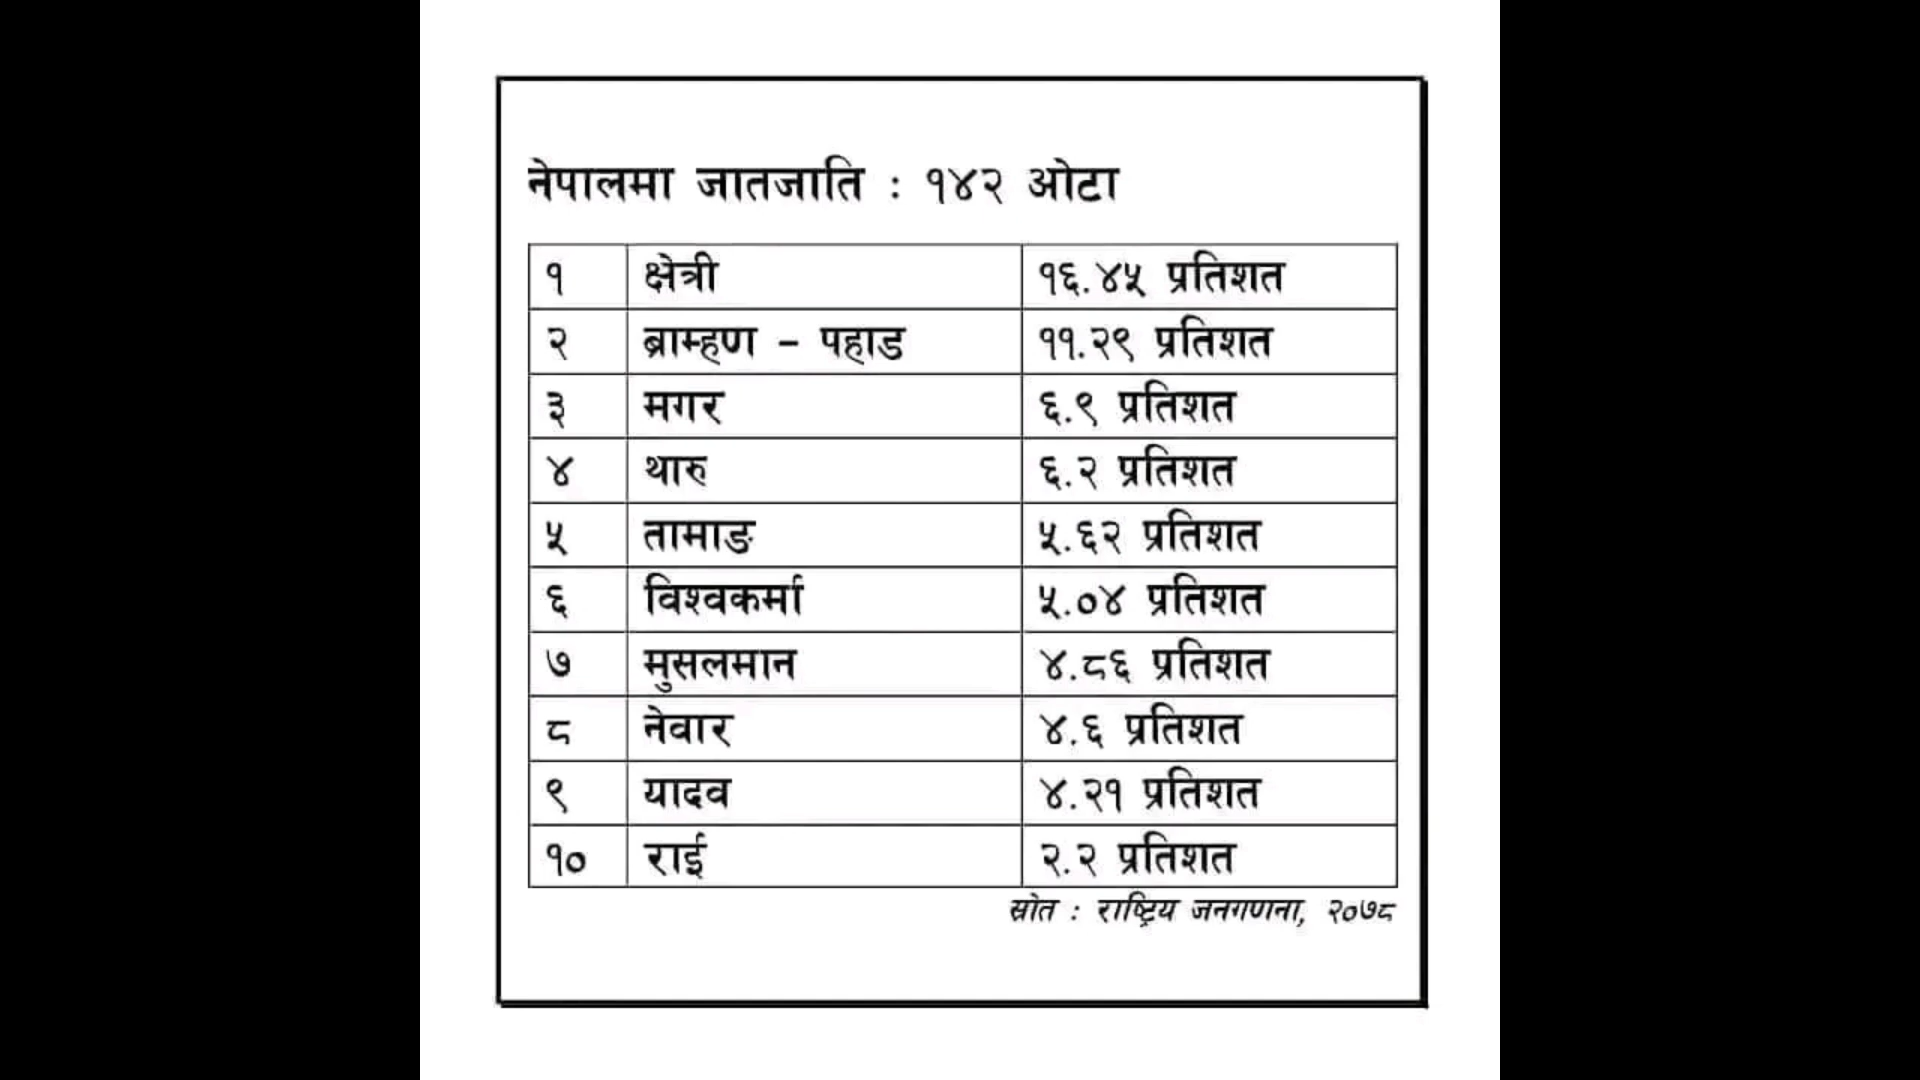 नेपालमा जातजाति : १४२ ओटा
१ क्षेत्री १६.४५ प्रतिशत
२ ब्राम्हण - पहाड ११.२९ प्रतिशत
३ मगर ६.९ प्रतिशत
४ थारु ६.२ प्रतिशत
५ तामाङ ५.६२ प्रतिशत
६ विश्वकर्मा ५.०४ प्रतिशत
७ मुसलमान ४.८६ प्रतिशत
८ नेवार ४.६ प्रतिशत
९ यादव ४.२१ प्रतिशत
१० राई २.२ प्रतिशत
स्रोत : राष्ट्रिय जनगणना, २०७८